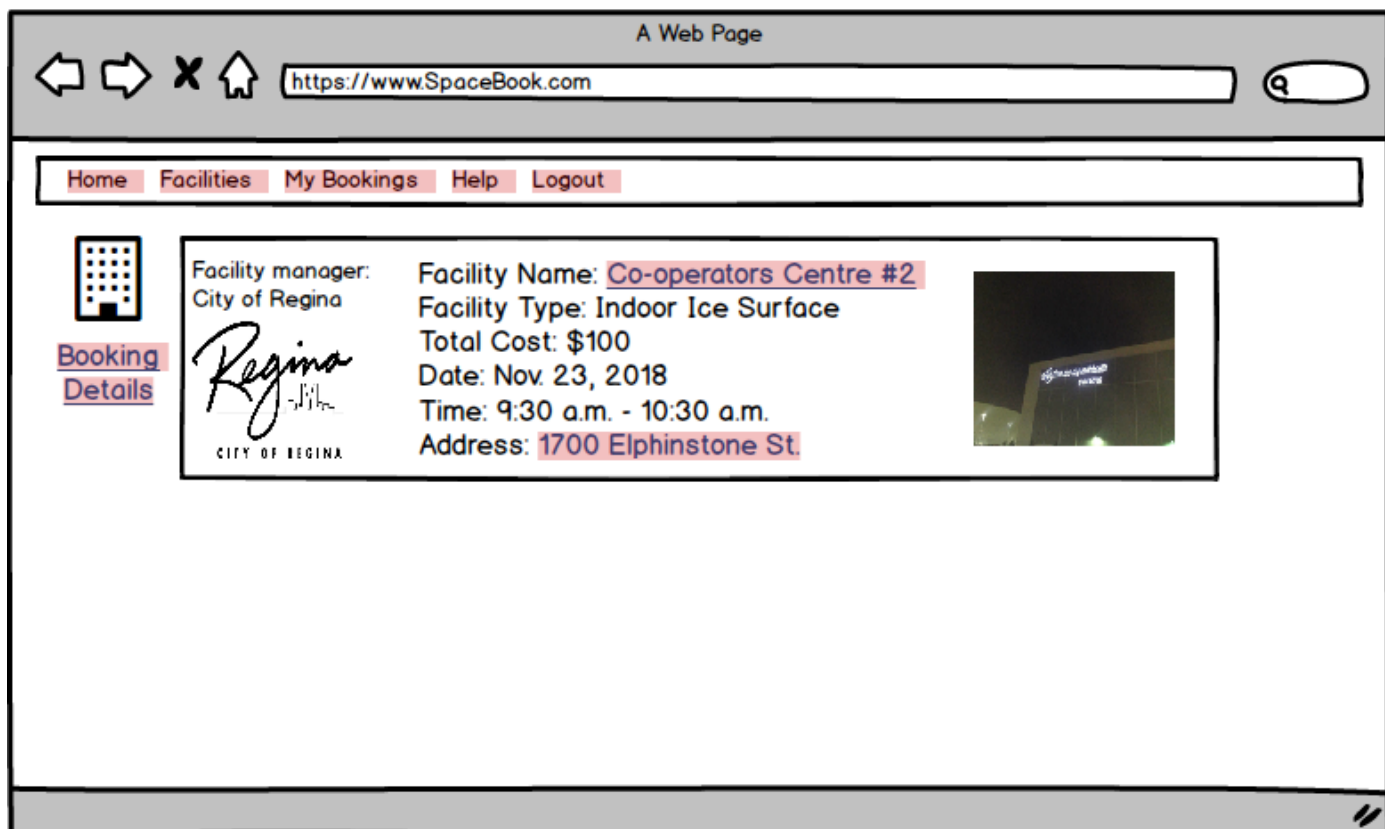 A Web Page
https://www.SpaceBook.com
Home Facilities My Bookings Help Logout
Booking
Details
Facility manager:
City of Regina
Regina
CITY OF REGINA
Facility Name: Co-operators Centre #2
Facility Type: Indoor Ice Surface
Total Cost: $100
Date: Nov. 23, 2018
Time: 9:30 a.m. - 10:30 a.m.
Address: 1700 Elphinstone St.